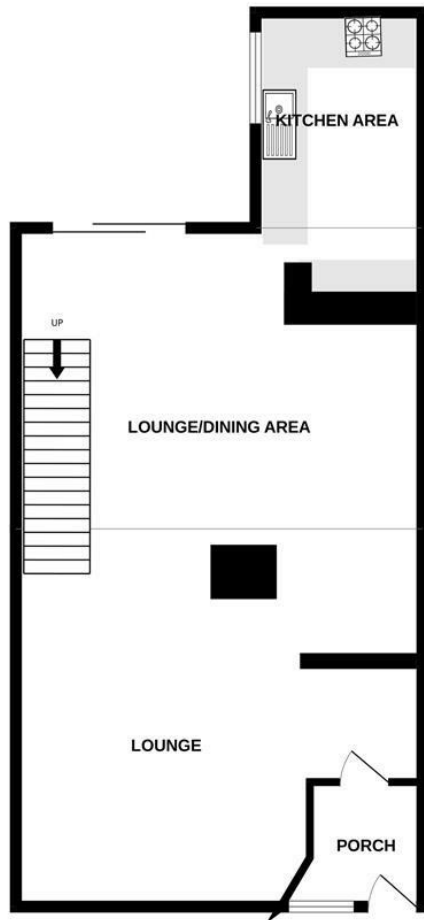 KITCHEN AREA
UP
LOUNGE/DINING AREA
LOUNGE
PORCH